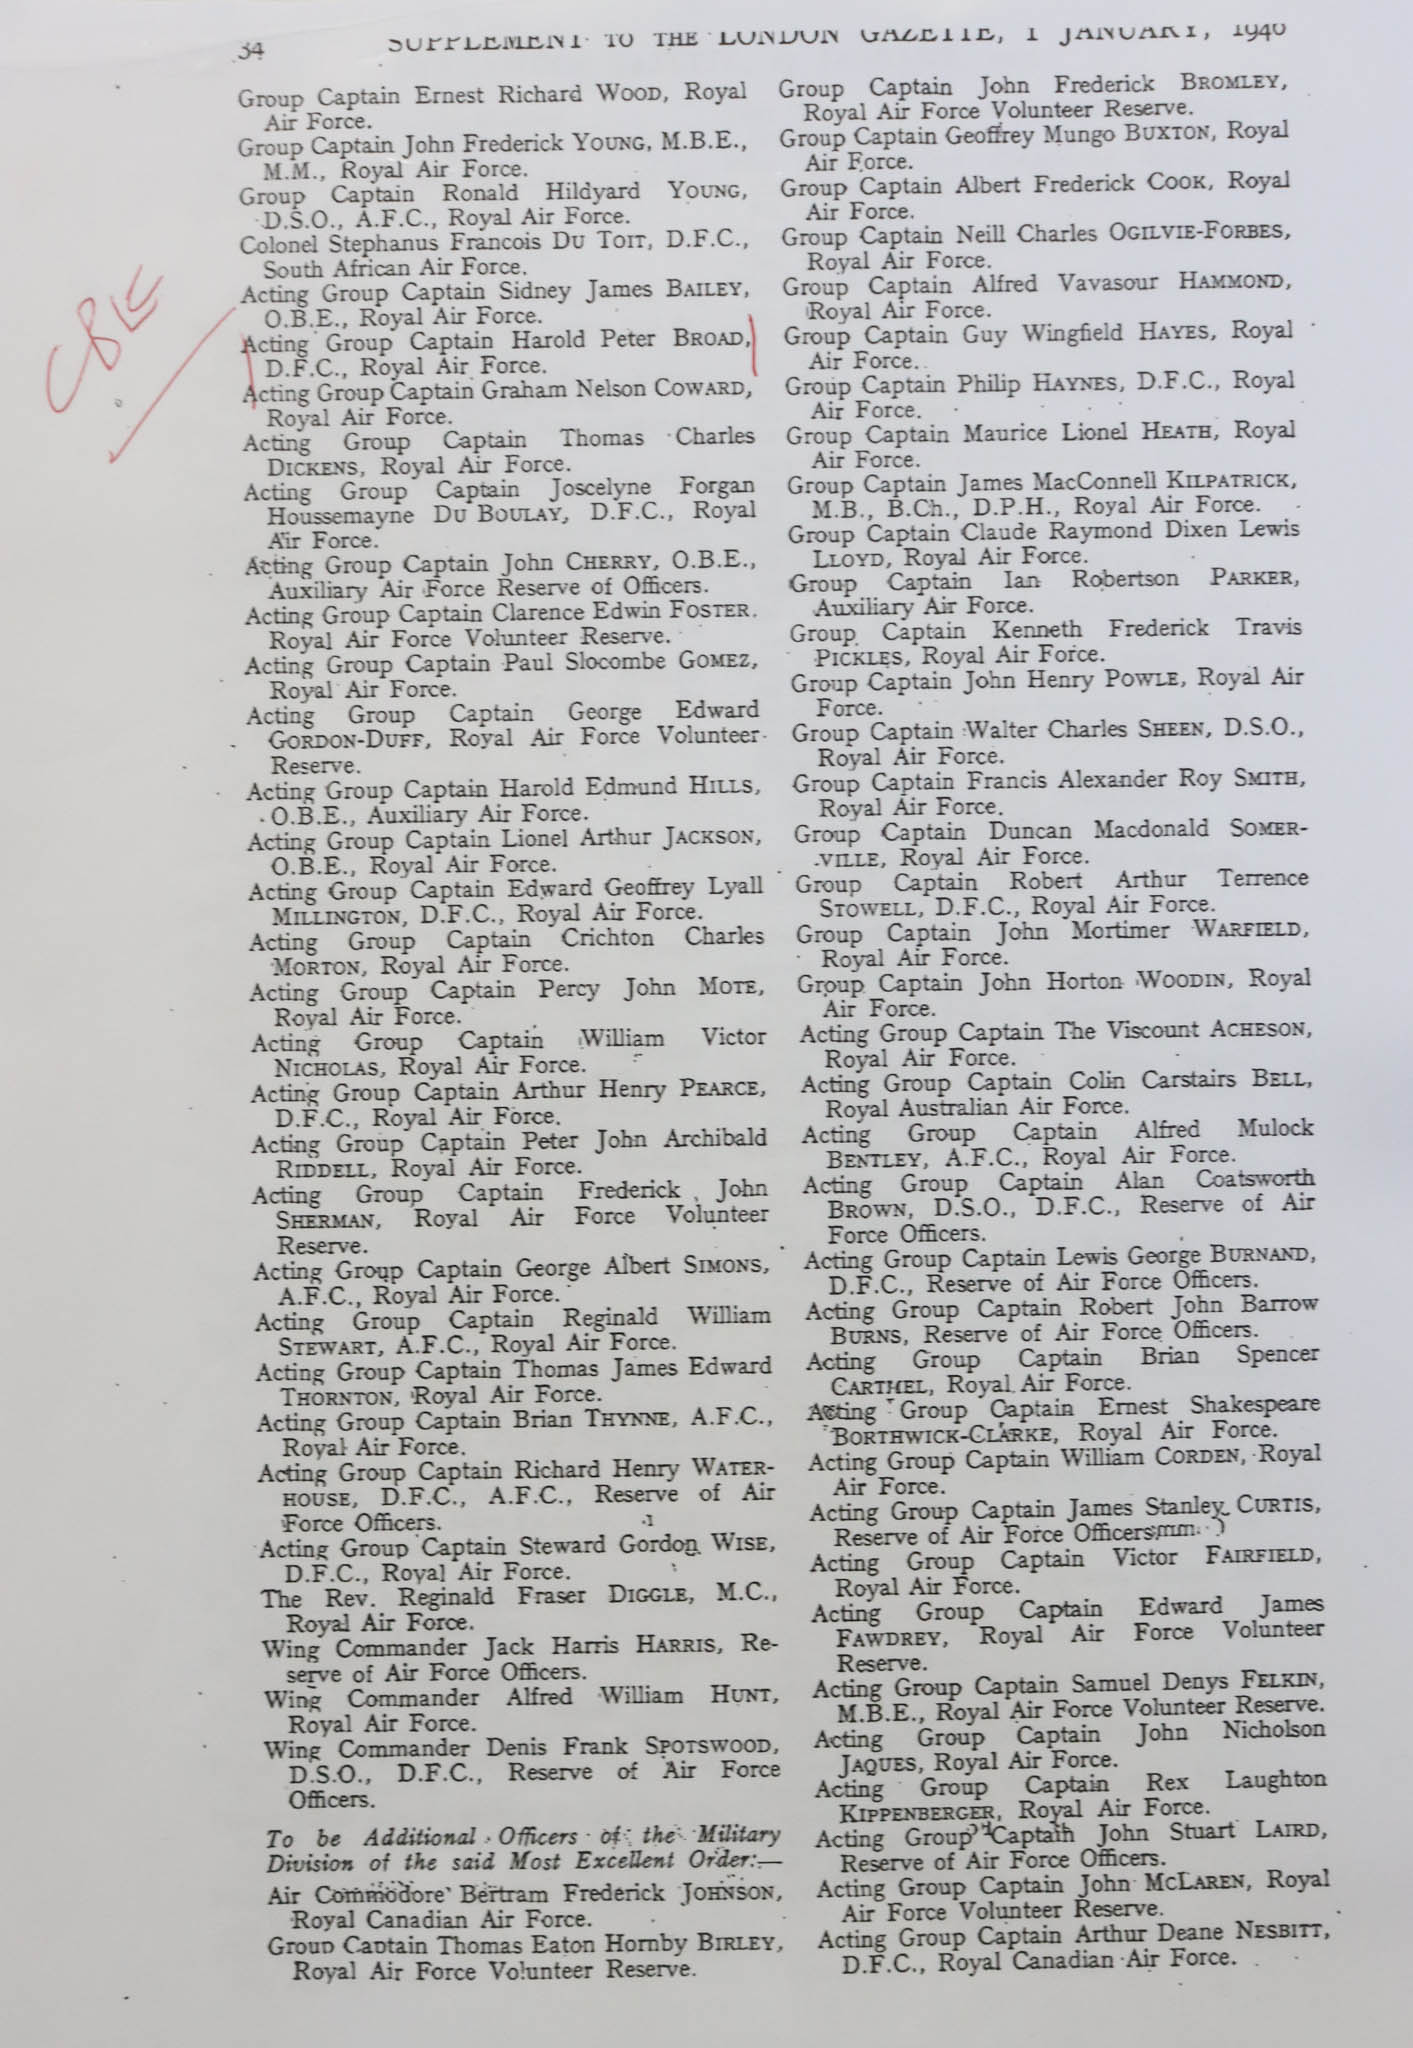 34 SUPPLEMENT TO THE LONDON GAZETTE, 1 JANUARY, 1946
CBE
Group Captain Ernest Richard WOOD, Royal
Air Force.
Group Captain John Frederick YOUNG, M.B.E.,
M.M., Royal Air Force.
Group Captain Ronald Hildyard YOUNG,
D.S.O., A.F.C., Royal Air Force.
Colonel Stephanus Francois DU TOIT, D.F.C.,
South African Air Force.
Acting Group Captain Sidney James BAILEY,
O.B.E., Royal Air Force.
Acting Group Captain Harold Peter BROAD,
D.F.C., Royal Air Force.
Acting Group Captain Graham Nelson COWARD,
Royal Air Force.
Acting Group Captain Thomas Charles
DICKENS, Royal Air Force.
Acting Group Captain Joscelyne Forgan
Houssemayne DU BOULAY, D.F.C., Royal
Air Force.
Acting Group Captain John CHERRY, O.B.E.,
Auxiliary Air Force Reserve of Officers.
Acting Group Captain Clarence Edwin FOSTER.
Royal Air Force Volunteer Reserve.
Acting Group Captain Paul Slocombe GOMEZ,
Royal Air Force.
Acting Group Captain George Edward
GORDON-DUFF, Royal Air Force Volunteer
Reserve.
Acting Group Captain Harold Edmund HILLS,
O.B.E., Auxiliary Air Force.
Acting Group Captain Lionel Arthur JACKSON,
O.B.E., Royal Air Force.
Acting Group Captain Edward Geoffrey Lyall
MILLINGTON, D.F.C., Royal Air Force.
Acting Group Captain Crichton Charles
MORTON, Royal Air Force.
Acting Group Captain Percy John MOTE,
Royal Air Force.
Acting Group Captain William Victor
NICHOLAS, Royal Air Force.
Acting Group Captain Arthur Henry PEARCE,
D.F.C., Royal Air Force.
Acting Group Captain Peter John Archibald
RIDDELL, Royal Air Force.
Acting Group Captain Frederick John
SHERMAN, Royal Air Force Volunteer
Reserve.
Acting Group Captain George Albert SIMONS,
A.F.C., Royal Air Force.
Acting Group Captain Reginald William
STEWART, A.F.C., Royal Air Force.
Acting Group Captain Thomas James Edward
THORNTON, Royal Air Force.
Acting Group Captain Brian THYNNE, A.F.C.,
Royal Air Force.
Acting Group Captain Richard Henry WATER-
HOUSE, D.F.C., A.F.C., Reserve of Air
Force Officers.
Acting Group Captain Steward Gordon WISE,
D.F.C., Royal Air Force.
The Rev. Reginald Fraser DIGGLE, M.C.,
Royal Air Force.
Wing Commander Jack Harris HARRIS, Re-
serve of Air Force Officers.
Wing Commander Alfred William HUNT,
Royal Air Force.
Wing Commander Denis Frank SPOTSWOOD,
D.S.O., D.F.C., Reserve of Air Force
Officers.
To be Additional Officers of the Military
Division of the said Most Excellent Order:—
Air Commodore Bertram Frederick JOHNSON,
Royal Canadian Air Force.
Group Captain Thomas Eaton Hornby BIRLEY,
Royal Air Force Volunteer Reserve.
Group Captain John Frederick BROMLEY,
Royal Air Force Volunteer Reserve.
Group Captain Geoffrey Mungo BUXTON, Royal
Air Force.
Group Captain Albert Frederick COOK, Royal
Air Force.
Group Captain Neill Charles OGILVIE-FORBES,
Royal Air Force.
Group Captain Alfred Vavasour HAMMOND,
Royal Air Force.
Group Captain Guy Wingfield HAYES, Royal
Air Force.
Group Captain Philip HAYNES, D.F.C., Royal
Air Force.
Group Captain Maurice Lionel HEATH, Royal
Air Force.
Group Captain James MacConnell KILPATRICK,
M.B., B.Ch., D.P.H., Royal Air Force.
Group Captain Claude Raymond Dixen Lewis
LLOYD, Royal Air Force.
Group Captain Ian Robertson PARKER,
Auxiliary Air Force.
Group Captain Kenneth Frederick Travis
PICKLES, Royal Air Force.
Group Captain John Henry POWLE, Royal Air
Force.
Group Captain Walter Charles SHEEN, D.S.O.,
Royal Air Force.
Group Captain Francis Alexander Roy SMITH,
Royal Air Force.
Group Captain Duncan Macdonald SOMER-
VILLE, Royal Air Force.
Group Captain Robert Arthur Terrence
STOWELL, D.F.C., Royal Air Force.
Group Captain John Mortimer WARFIELD,
Royal Air Force.
Group Captain John Horton WOODIN, Royal
Air Force.
Acting Group Captain The Viscount ACHESON,
Royal Air Force.
Acting Group Captain Colin Carstairs BELL,
Royal Australian Air Force.
Acting Group Captain Alfred Mulock
BENTLEY, A.F.C., Royal Air Force.
Acting Group Captain Alan Coatsworth
BROWN, D.S.O., D.F.C., Reserve of Air
Force Officers.
Acting Group Captain Lewis George BURNAND,
D.F.C., Reserve of Air Force Officers.
Acting Group Captain Robert John Barrow
BURNS, Reserve of Air Force Officers.
Acting Group Captain Brian Spencer
CARTHEL, Royal Air Force.
Acting Group Captain Ernest Shakespeare
BORTHWICK-CLARKE, Royal Air Force.
Acting Group Captain William CORDEN, Royal
Air Force.
Acting Group Captain James Stanley CURTIS,
Reserve of Air Force Officers.
Acting Group Captain Victor FAIRFIELD,
Royal Air Force.
Acting Group Captain Edward James
FAWDREY, Royal Air Force Volunteer
Reserve.
Acting Group Captain Samuel Denys FELKIN,
M.B.E., Royal Air Force Volunteer Reserve.
Acting Group Captain John Nicholson
JAQUES, Royal Air Force.
Acting Group Captain Rex Laughton
KIPPENBERGER, Royal Air Force.
Acting Group Captain John Stuart LAIRD,
Reserve of Air Force Officers.
Acting Group Captain John MCLAREN, Royal
Air Force Volunteer Reserve.
Acting Group Captain Arthur Deane NESBITT,
D.F.C., Royal Canadian Air Force.